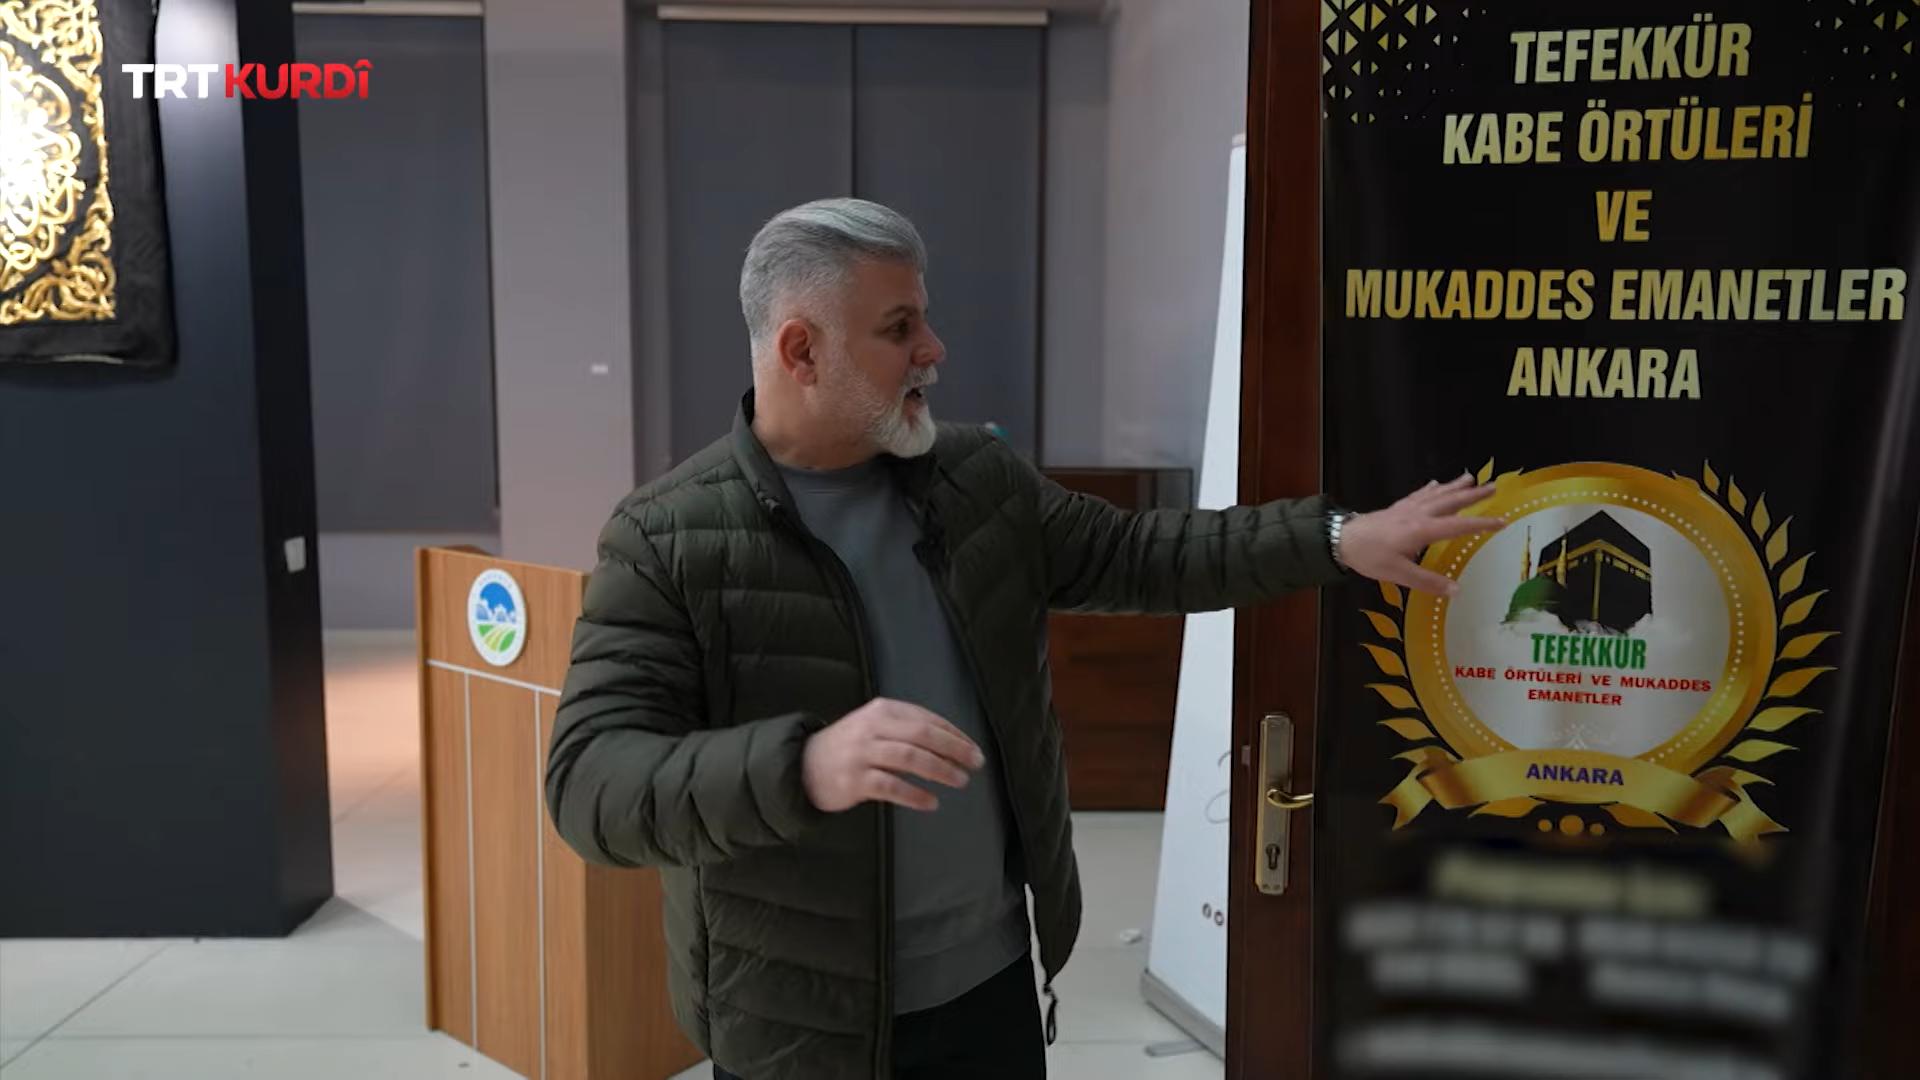 TRT KURDÎ
TEFEKKÜR
KABE ÖRTÜLERİ
VE
MUKADDES EMANETLER
ANKARA
TEFEKKÜR
KABE ÖRTÜLERİ VE MUKADDES
EMANETLER
ANKARA